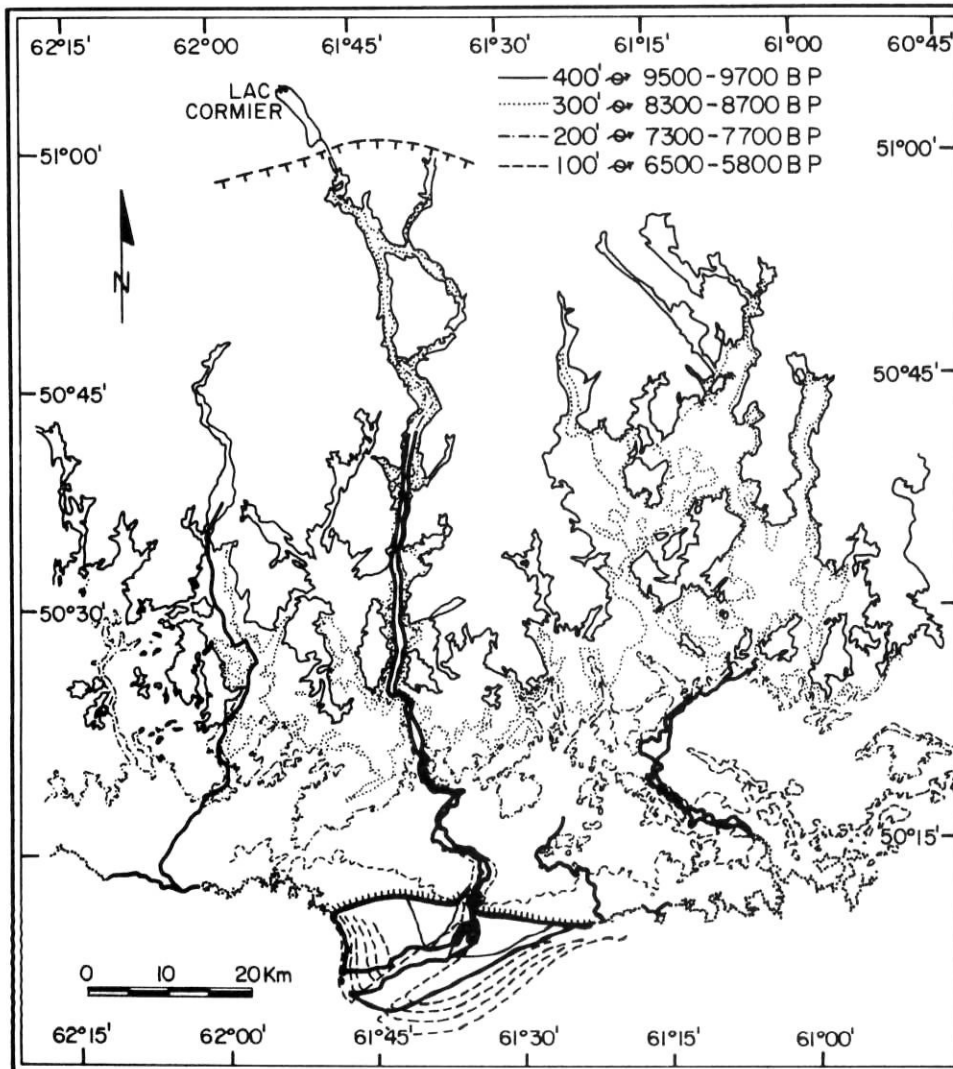 62°15' 62°00 61°45' 61°30' 61°15' 61°00 60°45'
LAC
CORMIER
400' 9500-9700 B P
300' 8300-8700 B P
200' 7300-7700 B P
100' 6500-5800 B P
51°00' 51°00'
N
50°45' 50°45'
50°30'
50°15'
0 10 20 Km
62°15' 62°00' 61°45' 61°30' 61°15' 61°00'